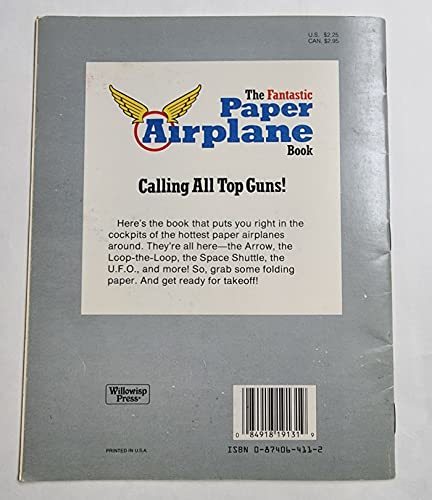 U.S. $2.25
CAN. $2.95
The Fantastic
Paper
Airplane
Book
Calling All Top Guns!
Here's the book that puts you right in the
cockpits of the hottest paper airplanes
around. They're all here—the Arrow, the
Loop-the-Loop, the Space Shuttle, the
U.F.O., and more! So, grab some folding
paper. And get ready for takeoff!
Willowisp
Press®
PRINTED IN U.S.A.
0 84918 19131 9
ISBN 0-87406-411-2